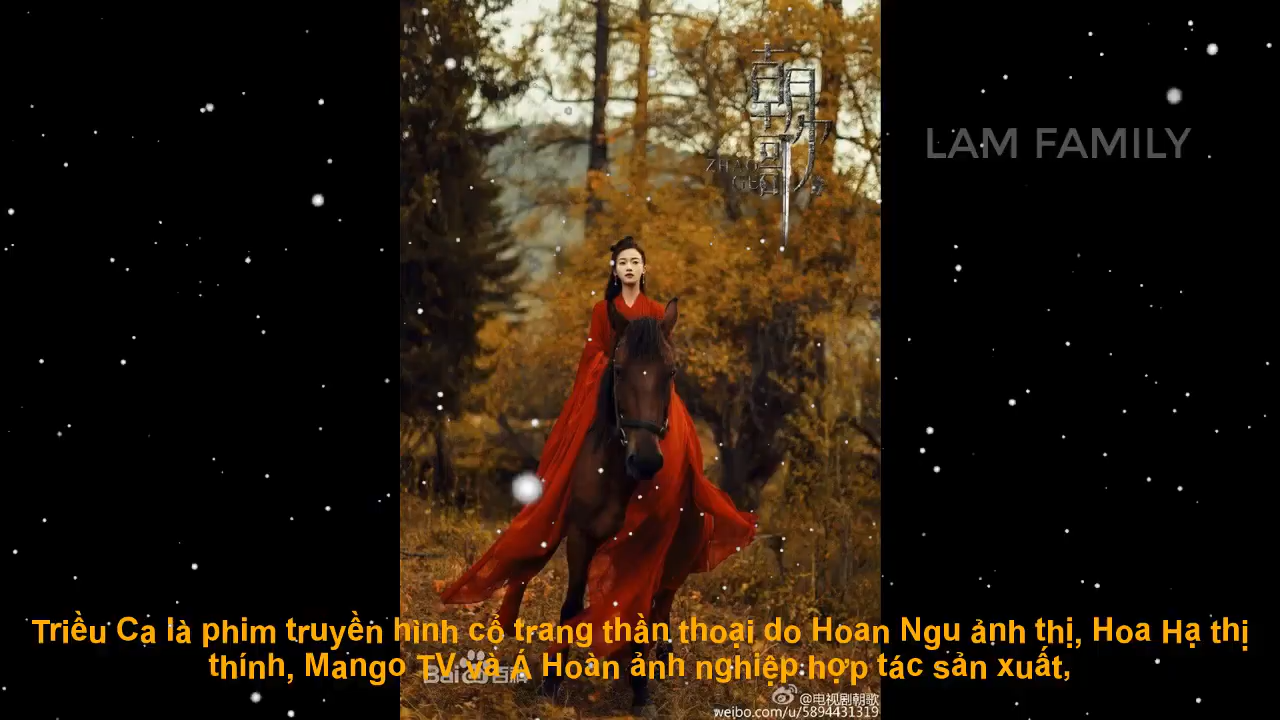 朝歌
ZHAO
GE
LAM FAMILY
Triều Ca là phim truyền hình cổ trang thần thoại do Hoan Ngu ảnh thị, Hoa Hạ thị
thính, Mango TV và Á Hoàn ảnh nghiệp hợp tác sản xuất,
Baidu百科
@电视剧朝歌
weibo.com/u/5894431319